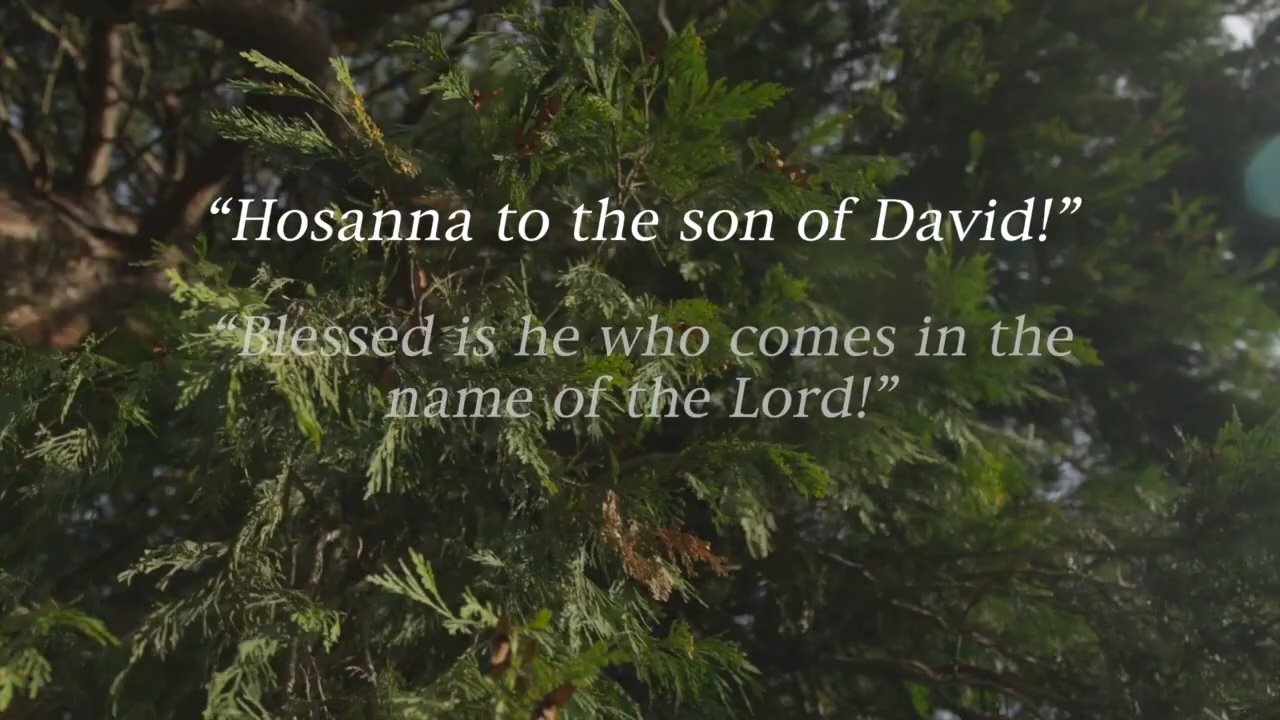 “Hosanna to the son of David!”
“Blessed is he who comes in the
name of the Lord!”